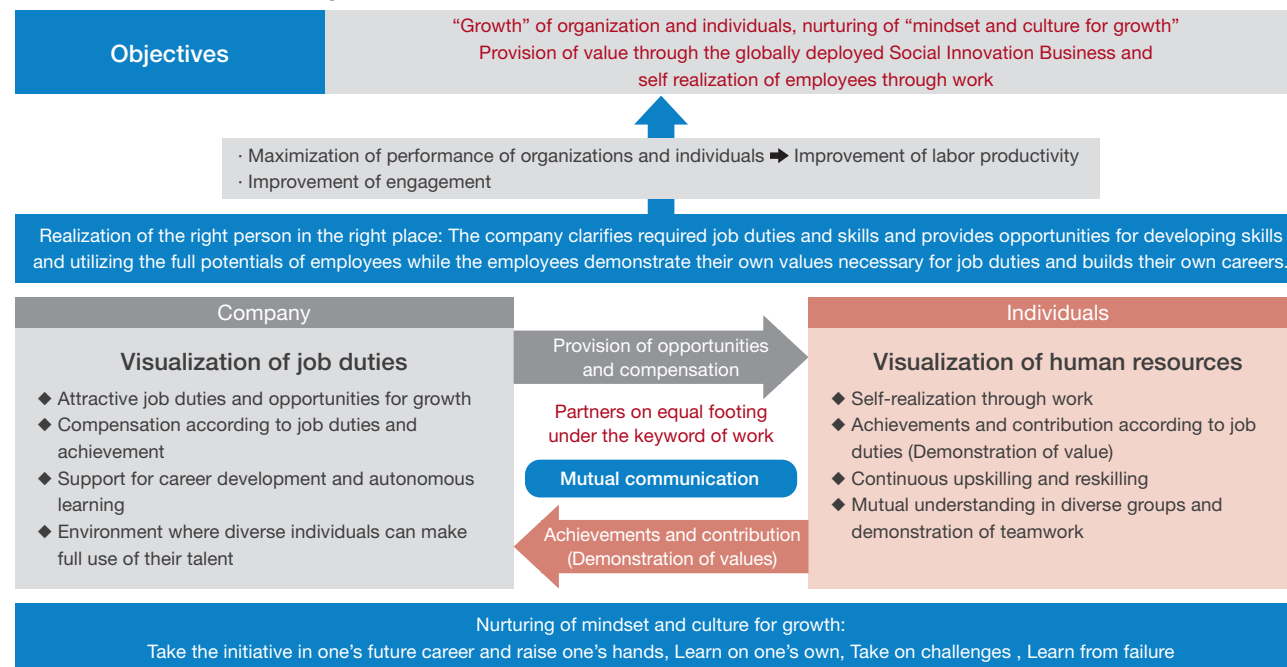 Objectives
“Growth” of organization and individuals, nurturing of “mindset and culture for growth”
Provision of value through the globally deployed Social Innovation Business and
self realization of employees through work
· Maximization of performance of organizations and individuals ➡ Improvement of labor productivity
· Improvement of engagement
Realization of the right person in the right place: The company clarifies required job duties and skills and provides opportunities for developing skills
and utilizing the full potentials of employees while the employees demonstrate their own values necessary for job duties and builds their own careers.
Company
Visualization of job duties
◆ Attractive job duties and opportunities for growth
◆ Compensation according to job duties and
achievement
◆ Support for career development and autonomous
learning
◆ Environment where diverse individuals can make
full use of their talent
Provision of opportunities
and compensation
Partners on equal footing
under the keyword of work
Mutual communication
Achievements and contribution
(Demonstration of values)
Individuals
Visualization of human resources
◆ Self-realization through work
◆ Achievements and contribution according to job
duties (Demonstration of value)
◆ Continuous upskilling and reskilling
◆ Mutual understanding in diverse groups and
demonstration of teamwork
Nurturing of mindset and culture for growth:
Take the initiative in one’s future career and raise one’s hands, Learn on one’s own, Take on challenges , Learn from failure